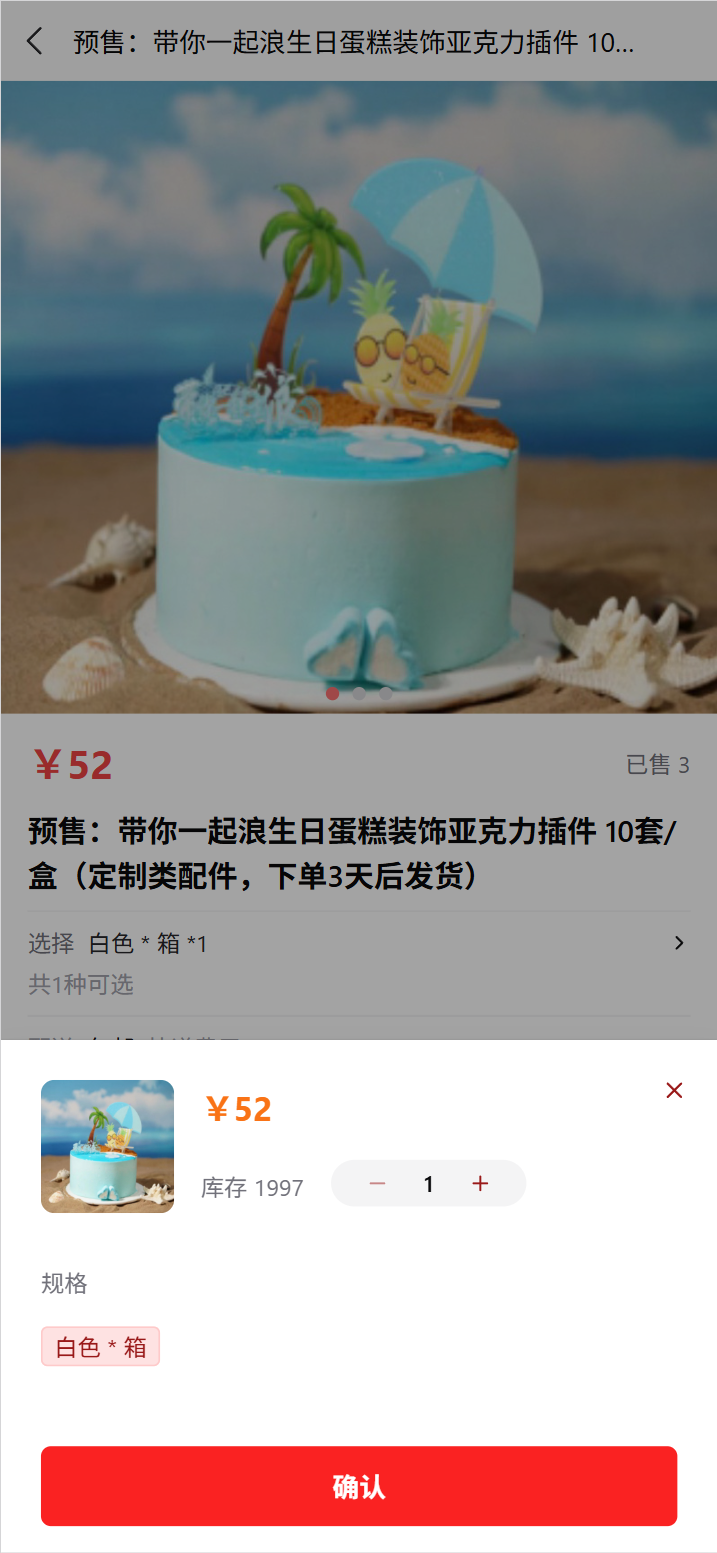 预售：带你一起浪生日蛋糕装饰亚克力插件 10...
￥52
已售 3
预售：带你一起浪生日蛋糕装饰亚克力插件 10套/
盒（定制类配件，下单3天后发货）
选择 白色 * 箱 *1
共1种可选
￥52
库存 1997
1
规格
白色 * 箱
确认